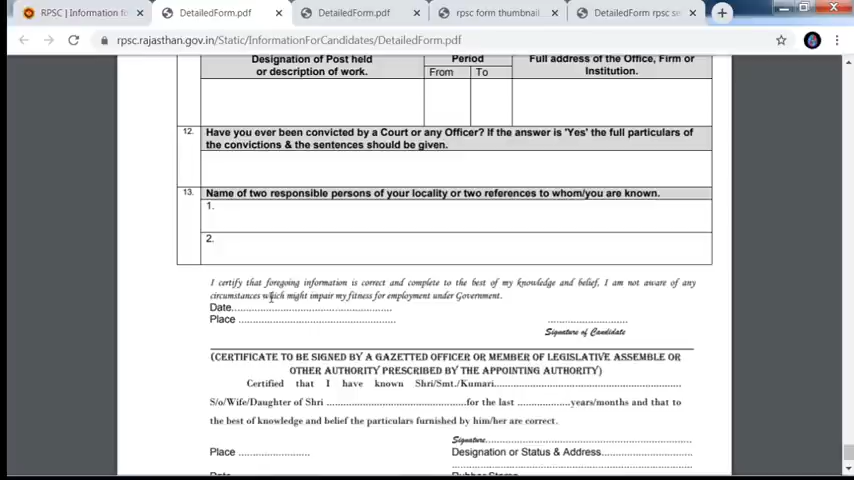 RPSC | Information fo
DetailedForm.pdf
DetailedForm.pdf
rpsc form thumbnail
DetailedForm rpsc se
rpsc.rajasthan.gov.in/Static/InformationForCandidates/DetailedForm.pdf
Designation of Post held
or description of work.
Period
From To
Full address of the Office, Firm or
Institution.
12. Have you ever been convicted by a Court or any Officer? If the answer is 'Yes' the full particulars of
the convictions & the sentences should be given.
13. Name of two responsible persons of your locality or two references to whom/you are known.
1.
2.
I certify that foregoing information is correct and complete to the best of my knowledge and belief, I am not aware of any
circumstances which might impair my fitness for employment under Government.
Date..................................................
Place ..................................................
..........................
Signature of Candidate
(CERTIFICATE TO BE SIGNED BY A GAZETTED OFFICER OR MEMBER OF LEGISLATIVE ASSEMBLE OR
OTHER AUTHORITY PRESCRIBED BY THE APPOINTING AUTHORITY)
Certified that I have known Shri/Smt./Kumari..................................................
S/o/Wife/Daughter of Shri ..................................................for the last ...................years/months and that to
the best of knowledge and belief the particulars furnished by him/her are correct.
Signature..................................................
Place ........................
Designation or Status & Address........................
..................................................
Date
Rubber Stamp